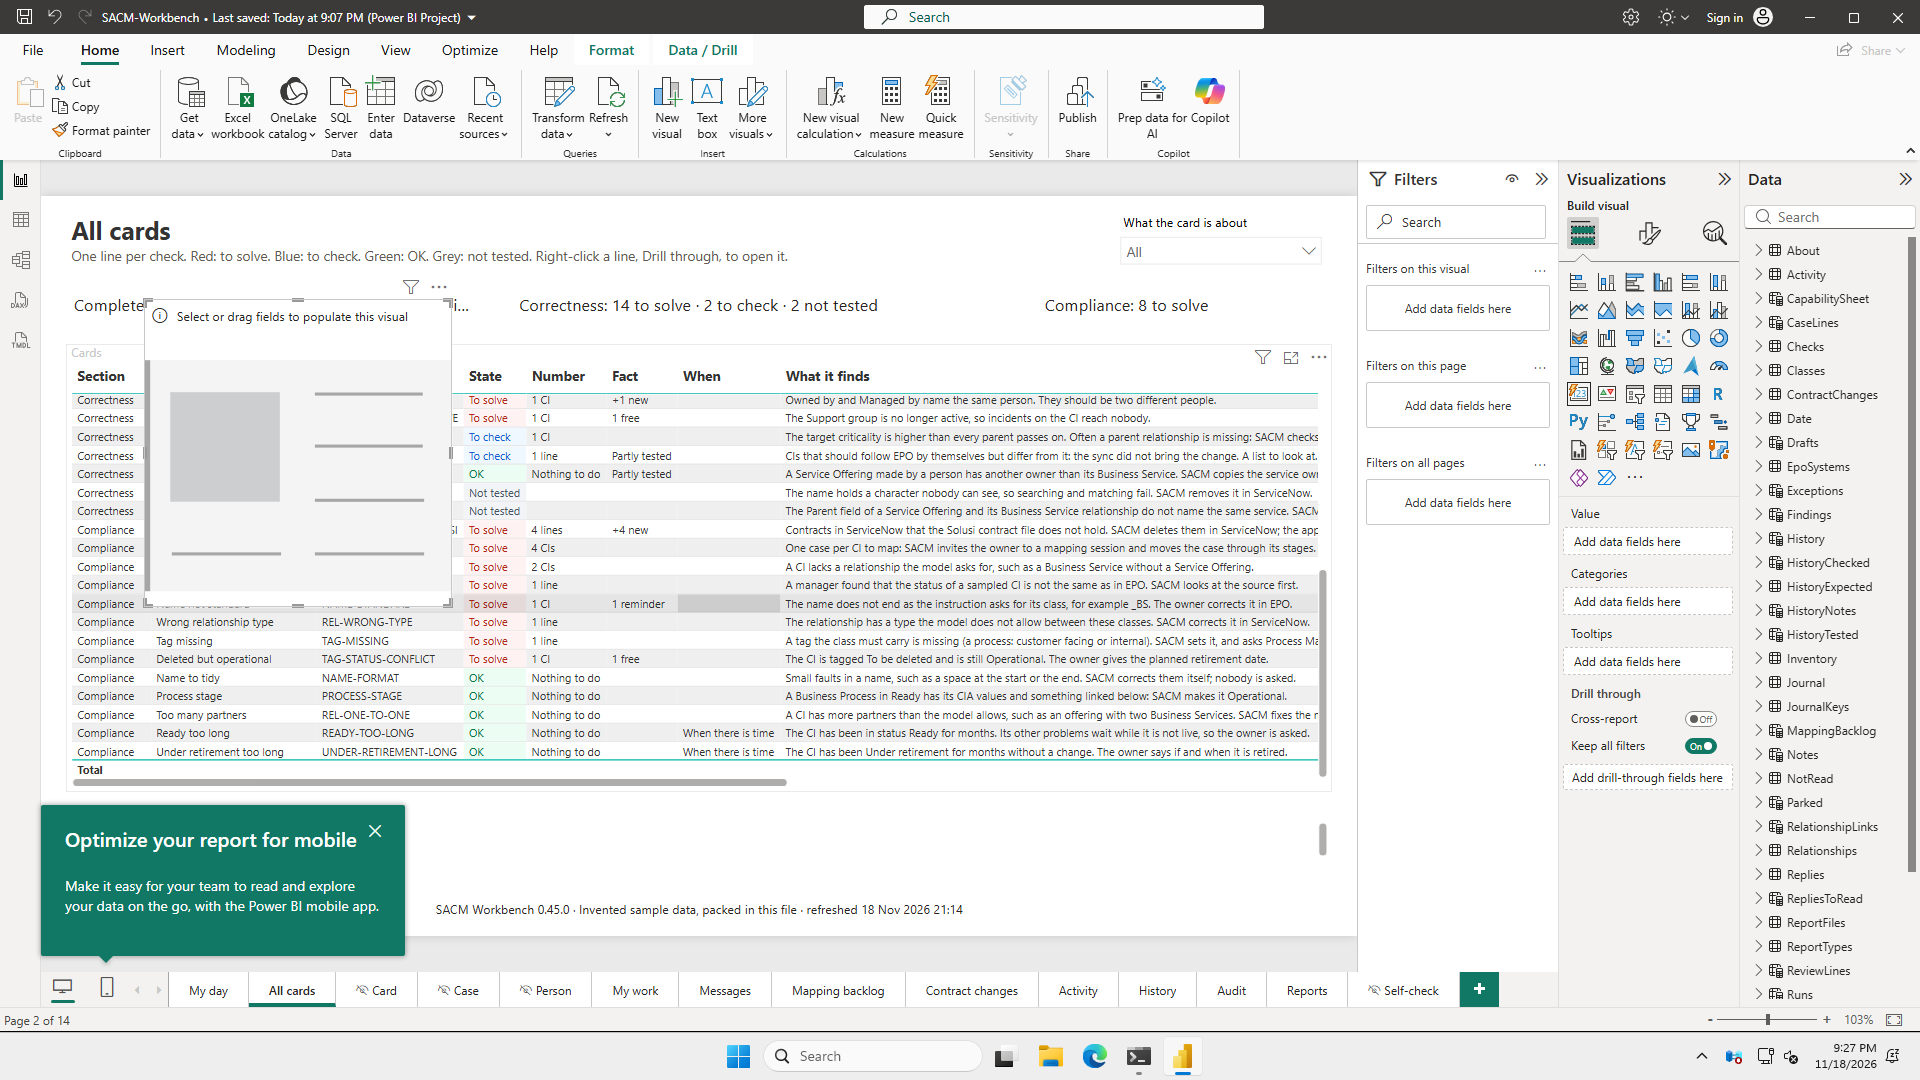 SACM-Workbench • Last saved: Today at 9:07 PM (Power BI Project)
Search
Sign in
File
Home
Insert
Modeling
Design
View
Optimize
Help
Format
Data / Drill
Share
Paste
Cut
Copy
Format painter
Clipboard
Get data
Excel workbook
OneLake catalog
SQL Server
Enter data
Dataverse
Recent sources
Data
Transform data
Refresh
Queries
New visual
Text box
More visuals
Insert
New visual calculation
New measure
Quick measure
Calculations
Sensitivity
Sensitivity
Publish
Share
Prep data for AI
Copilot
Copilot
All cards
One line per check. Red: to solve. Blue: to check. Green: OK. Grey: not tested. Right-click a line, Drill through, to open it.
What the card is about
All
Complete
i...
Correctness: 14 to solve · 2 to check · 2 not tested
Compliance: 8 to solve
Select or drag fields to populate this visual
Cards
Section State Number Fact When What it finds
Correctness To solve 1 CI +1 new Owned by and Managed by name the same person. They should be two different people.
Correctness E To solve 1 CI 1 free The Support group is no longer active, so incidents on the CI reach nobody.
Correctness To check 1 CI The target criticality is higher than every parent passes on. Often a parent relationship is missing: SACM checks
Correctness To check 1 line Partly tested CIs that should follow EPO by themselves but differ from it: the sync did not bring the change. A list to look at.
Correctness OK Nothing to do Partly tested A Service Offering made by a person has another owner than its Business Service. SACM copies the service own
Correctness Not tested The name holds a character nobody can see, so searching and matching fail. SACM removes it in ServiceNow.
Correctness Not tested The Parent field of a Service Offering and its Business Service relationship do not name the same service. SACM
Compliance SI To solve 4 lines +4 new Contracts in ServiceNow that the Solusi contract file does not hold. SACM deletes them in ServiceNow; the app
Compliance To solve 4 CIs One case per CI to map: SACM invites the owner to a mapping session and moves the case through its stages.
Compliance To solve 2 CIs A CI lacks a relationship the model asks for, such as a Business Service without a Service Offering.
Compliance To solve 1 line A manager found that the status of a sampled CI is not the same as in EPO. SACM looks at the source first.
Compliance To solve 1 CI 1 reminder The name does not end as the instruction asks for its class, for example _BS. The owner corrects it in EPO.
Compliance Wrong relationship type REL-WRONG-TYPE To solve 1 line The relationship has a type the model does not allow between these classes. SACM corrects it in ServiceNow.
Compliance Tag missing TAG-MISSING To solve 1 line A tag the class must carry is missing (a process: customer facing or internal). SACM sets it, and asks Process Ma
Compliance Deleted but operational TAG-STATUS-CONFLICT To solve 1 CI 1 free The CI is tagged To be deleted and is still Operational. The owner gives the planned retirement date.
Compliance Name to tidy NAME-FORMAT OK Nothing to do Small faults in a name, such as a space at the start or the end. SACM corrects them itself; nobody is asked.
Compliance Process stage PROCESS-STAGE OK Nothing to do A Business Process in Ready has its CIA values and something linked below: SACM makes it Operational.
Compliance Too many partners REL-ONE-TO-ONE OK Nothing to do A CI has more partners than the model allows, such as an offering with two Business Services. SACM fixes the r
Compliance Ready too long READY-TOO-LONG OK Nothing to do When there is time The CI has been in status Ready for months. Its other problems wait while it is not live, so the owner is asked.
Compliance Under retirement too long UNDER-RETIREMENT-LONG OK Nothing to do When there is time The CI has been Under retirement for months without a change. The owner says if and when it is retired.
Total
Optimize your report for mobile
Make it easy for your team to read and explore
your data on the go, with the Power BI mobile app.
SACM Workbench 0.45.0 · Invented sample data, packed in this file · refreshed 18 Nov 2026 21:14
My day
All cards
Card
Case
Person
My work
Messages
Mapping backlog
Contract changes
Activity
History
Audit
Reports
Self-check
+
Page 2 of 14
- + 103%
Filters
Search
Filters on this visual
Add data fields here
Filters on this page
Add data fields here
Filters on all pages
Add data fields here
Visualizations
Build visual
Value
Add data fields here
Categories
Add data fields here
Tooltips
Add data fields here
Drill through
Cross-report Off
Keep all filters On
Add drill-through fields here
Data
Search
About
Activity
CapabilitySheet
CaseLines
Checks
Classes
ContractChanges
Date
Drafts
EpoSystems
Exceptions
Findings
History
HistoryChecked
HistoryExpected
HistoryNotes
HistoryTested
Inventory
Journal
JournalKeys
MappingBacklog
Notes
NotRead
Parked
RelationshipLinks
Relationships
Replies
RepliesToRead
ReportFiles
ReportTypes
ReviewLines
Runs
Search
9:27 PM
11/18/2026